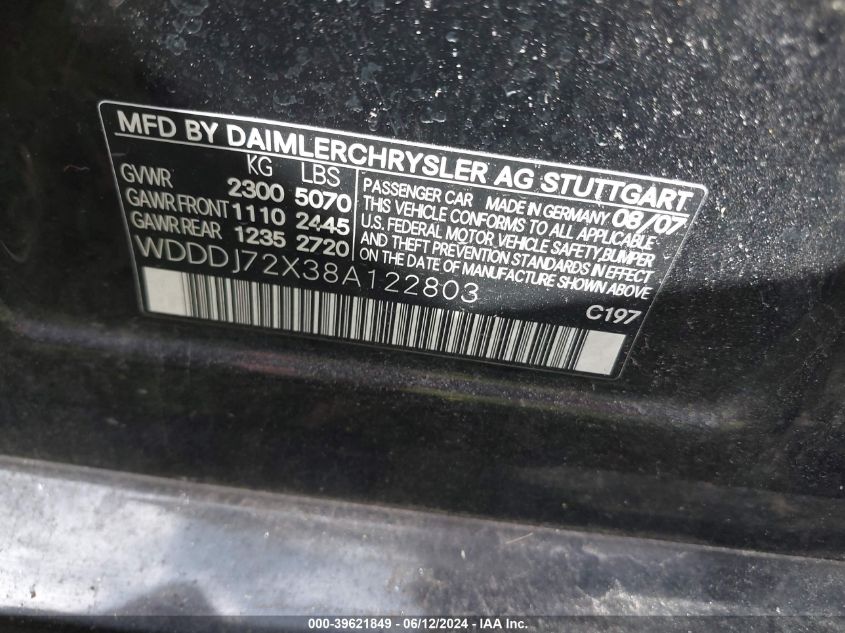 MFD BY DAIMLERCHRYSLER AG STUTTGART
KG LBS
GVWR 2300 5070
GAWR FRONT 1110 2445
GAWR REAR 1235 2720
PASSENGER CAR MADE IN GERMANY 08/07
THIS VEHICLE CONFORMS TO ALL APPLICABLE
U.S. FEDERAL MOTOR VEHICLE SAFETY, BUMPER
AND THEFT PREVENTION STANDARDS IN EFFECT
ON THE DATE OF MANUFACTURE SHOWN ABOVE
WDDDJ72X38A122803
C197
000-39621849 - 06/12/2024 - IAA Inc.